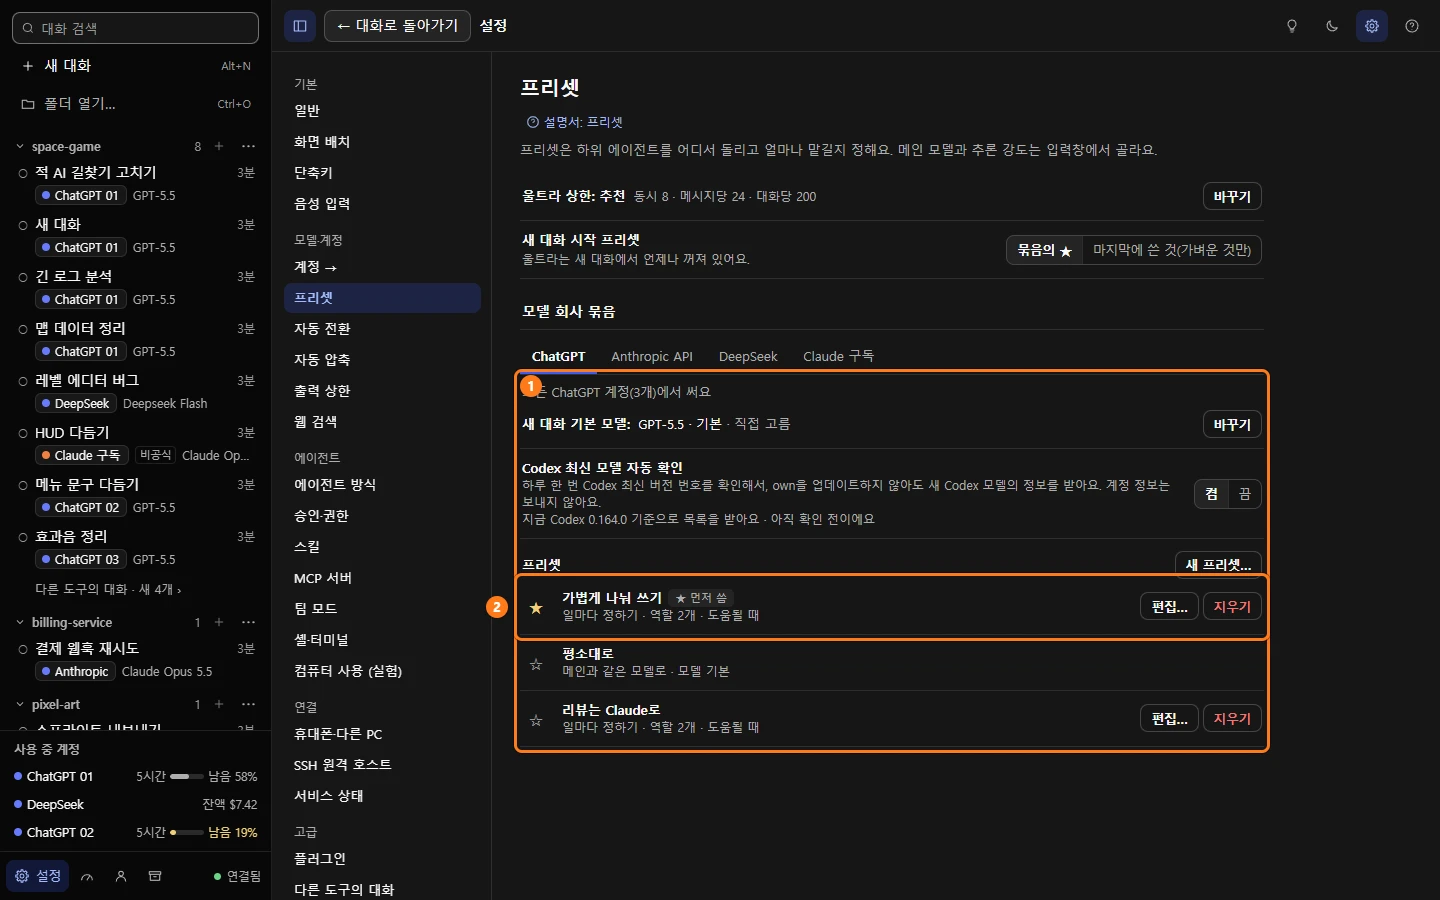 대화 검색
새 대화 Alt+N
폴더 열기... Ctrl+O
space-game 8
적 AI 길찾기 고치기 3분
ChatGPT 01 GPT-5.5
새 대화 3분
ChatGPT 01 GPT-5.5
긴 로그 분석 3분
ChatGPT 01 GPT-5.5
맵 데이터 정리 3분
ChatGPT 01 GPT-5.5
레벨 에디터 버그 3분
DeepSeek Deepseek Flash
HUD 다듬기 3분
Claude 구독 비공식 Claude Op...
메뉴 문구 다듬기 3분
ChatGPT 02 GPT-5.5
효과음 정리 3분
ChatGPT 03 GPT-5.5
다른 도구의 대화 · 새 4개 ›
billing-service 1
결제 웹훅 재시도 3분
Anthropic Claude Opus 5.5
pixel-art 1
사용 중 계정
ChatGPT 01 5시간 남음 58%
DeepSeek 잔액 $7.42
ChatGPT 02 5시간 남음 19%
설정 연결됨
← 대화로 돌아가기 설정
기본
일반
화면 배치
단축키
음성 입력
모델·계정
계정 →
프리셋
자동 전환
자동 압축
출력 상한
웹 검색
에이전트
에이전트 방식
승인·권한
스킬
MCP 서버
팀 모드
셸·터미널
컴퓨터 사용 (실험)
연결
휴대폰·다른 PC
SSH 원격 호스트
서비스 상태
고급
플러그인
다른 도구의 대화
프리셋
설명서: 프리셋
프리셋은 하위 에이전트를 어디서 돌리고 얼마나 맡길지 정해요. 메인 모델과 추론 강도는 입력창에서 골라요.
울트라 상한: 추천 동시 8 · 메시지당 24 · 대화당 200 바꾸기
새 대화 시작 프리셋
울트라는 새 대화에서 언제나 꺼져 있어요.
묶음의 ★ 마지막에 쓴 것(가벼운 것만)
모델 회사 묶음
ChatGPT Anthropic API DeepSeek Claude 구독
1
ChatGPT 계정(3개)에서 써요
새 대화 기본 모델: GPT-5.5 · 기본 · 직접 고름 바꾸기
Codex 최신 모델 자동 확인
하루 한 번 Codex 최신 버전 번호를 확인해서, own을 업데이트하지 않아도 새 Codex 모델의 정보를 받아요. 계정 정보는
보내지 않아요.
지금 Codex 0.164.0 기준으로 목록을 받아요 · 아직 확인 전이에요
켬 끔
프리셋 새 프리셋...
2
가볍게 나눠 쓰기 ★ 먼저 씀
일마다 정하기 · 역할 2개 · 도움될 때
편집... 지우기
평소대로
메인과 같은 모델로 · 모델 기본
리뷰는 Claude로
일마다 정하기 · 역할 2개 · 도움될 때
편집... 지우기